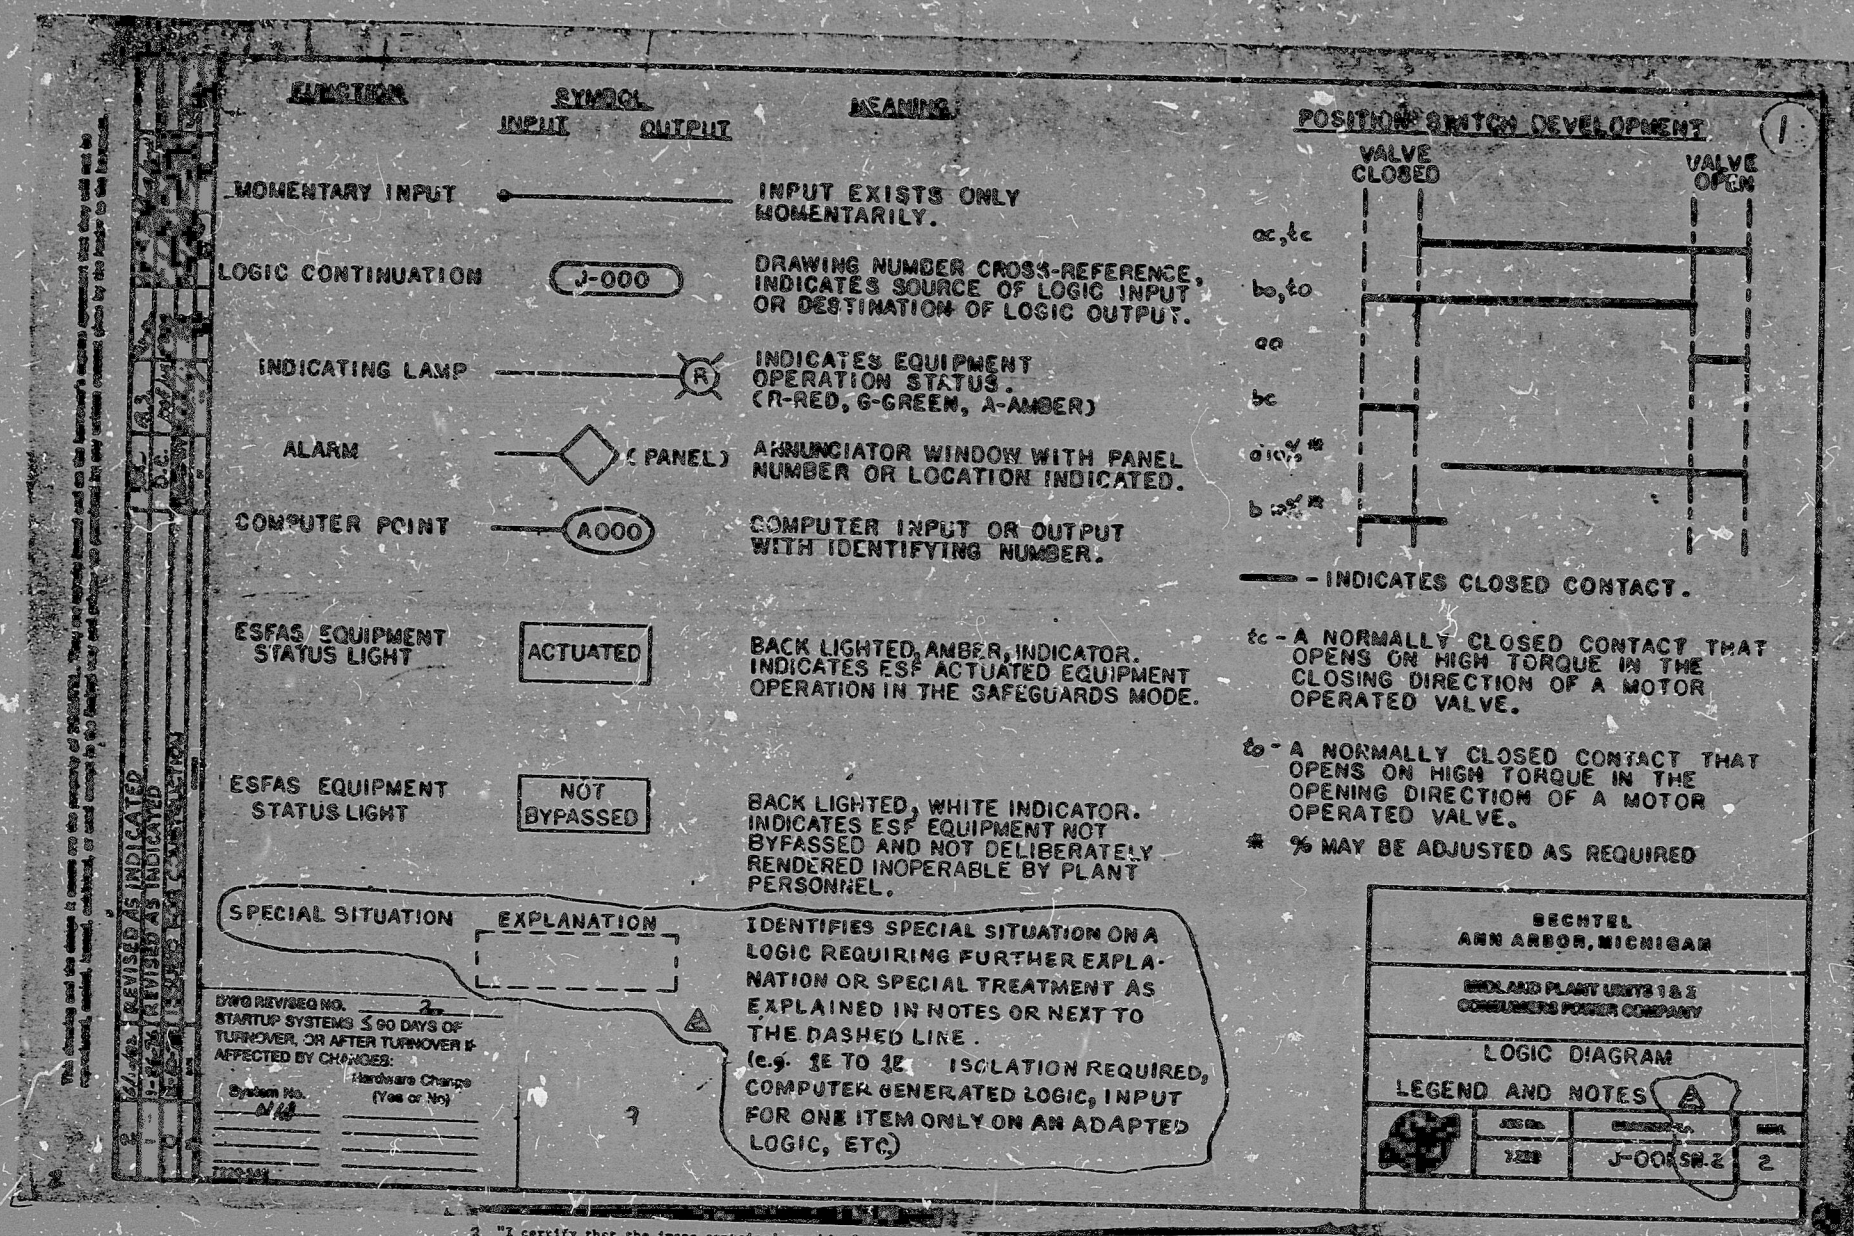 FUNCTION
SYMBOL
INPUT OUTPUT
MEANING
MOMENTARY INPUT
INPUT EXISTS ONLY
MOMENTARILY.
LOGIC CONTINUATION
J-000
DRAWING NUMBER CROSS-REFERENCE,
INDICATES SOURCE OF LOGIC INPUT
OR DESTINATION OF LOGIC OUTPUT.
INDICATING LAMP
R
INDICATES EQUIPMENT
OPERATION STATUS.
(R-RED, G-GREEN, A-AMBER)
ALARM
(PANEL)
ANNUNCIATOR WINDOW WITH PANEL
NUMBER OR LOCATION INDICATED.
COMPUTER POINT
A000
COMPUTER INPUT OR OUTPUT
WITH IDENTIFYING NUMBER.
ESFAS EQUIPMENT
STATUS LIGHT
ACTUATED
BACK LIGHTED, AMBER, INDICATOR.
INDICATES ESF ACTUATED EQUIPMENT
OPERATION IN THE SAFEGUARDS MODE.
ESFAS EQUIPMENT
STATUS LIGHT
NOT
BYPASSED
BACK LIGHTED, WHITE INDICATOR.
INDICATES ESF EQUIPMENT NOT
BYPASSED AND NOT DELIBERATELY
RENDERED INOPERABLE BY PLANT
PERSONNEL.
SPECIAL SITUATION
EXPLANATION
IDENTIFIES SPECIAL SITUATION ON A
LOGIC REQUIRING FURTHER EXPLA-
NATION OR SPECIAL TREATMENT AS
EXPLAINED IN NOTES OR NEXT TO
THE DASHED LINE.
(e.g. 1E TO 1E ISOLATION REQUIRED,
COMPUTER GENERATED LOGIC, INPUT
FOR ONE ITEM ONLY ON AN ADAPTED
LOGIC, ETC)
POSITION SWITCH DEVELOPMENT
1
VALVE
CLOSED
VALVE
OPEN
ac,tc
bo,to
ao
bc
— - INDICATES CLOSED CONTACT.
tc - A NORMALLY CLOSED CONTACT THAT
OPENS ON HIGH TORQUE IN THE
CLOSING DIRECTION OF A MOTOR
OPERATED VALVE.
to - A NORMALLY CLOSED CONTACT THAT
OPENS ON HIGH TORQUE IN THE
OPENING DIRECTION OF A MOTOR
OPERATED VALVE.
* % MAY BE ADJUSTED AS REQUIRED
BECHTEL
ANN ARBOR, MICHIGAN
MIDLAND PLANT UNITS 1 & 2
CONSUMERS POWER COMPANY
LOGIC DIAGRAM
LEGEND AND NOTES
JOB No.
7220
J-001 SH.2
REV.
2
DWG REVISED NO. 2
STARTUP SYSTEMS ≤ 90 DAYS OF
TURNOVER, OR AFTER TURNOVER IF
AFFECTED BY CHANGES:
System No.
Hardware Change
(Yes or No)
REVISED AS INDICATED
REVISED AS INDICATED